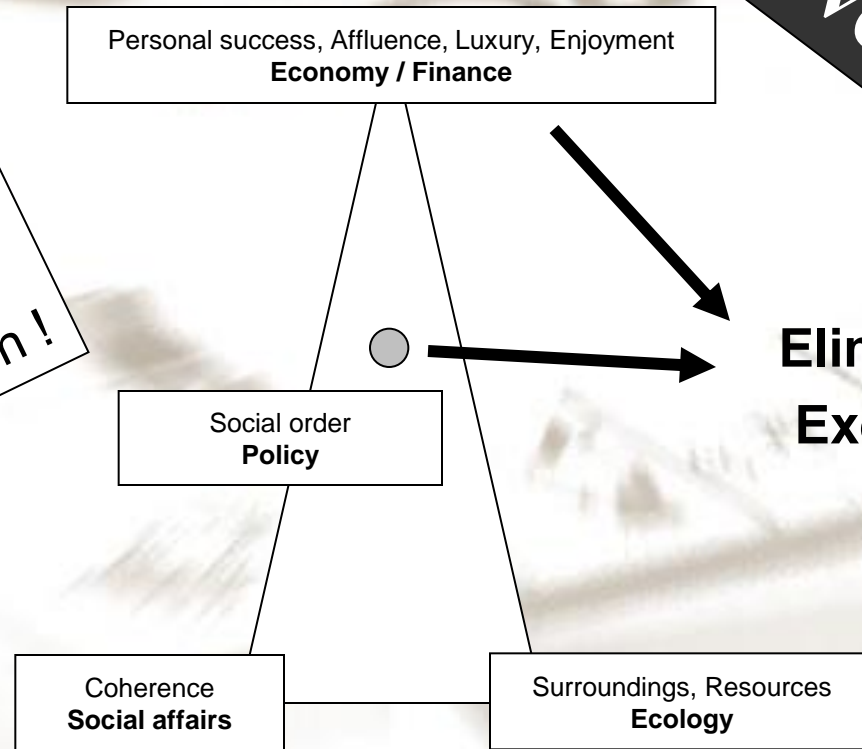 Personal success, Affluence, Luxury, Enjoyment
Economy / Finance
Social order
Policy
Coherence
Social affairs
Surroundings, Resources
Ecology